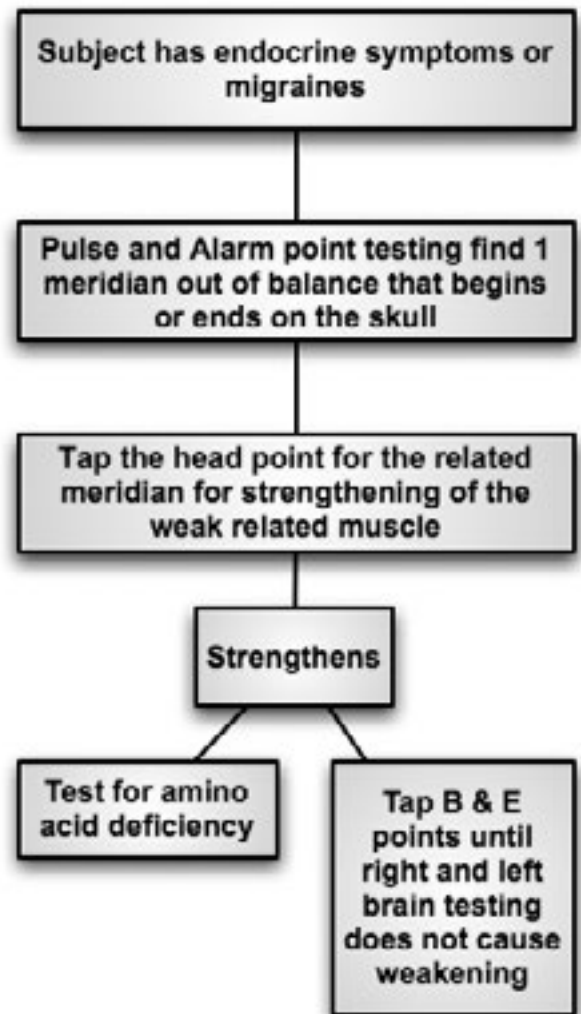 Subject has endocrine symptoms or
migraines
Pulse and Alarm point testing find 1
meridian out of balance that begins
or ends on the skull
Tap the head point for the related
meridian for strengthening of the
weak related muscle
Strengthens
Test for amino
acid deficiency
Tap B & E
points until
right and left
brain testing
does not cause
weakening